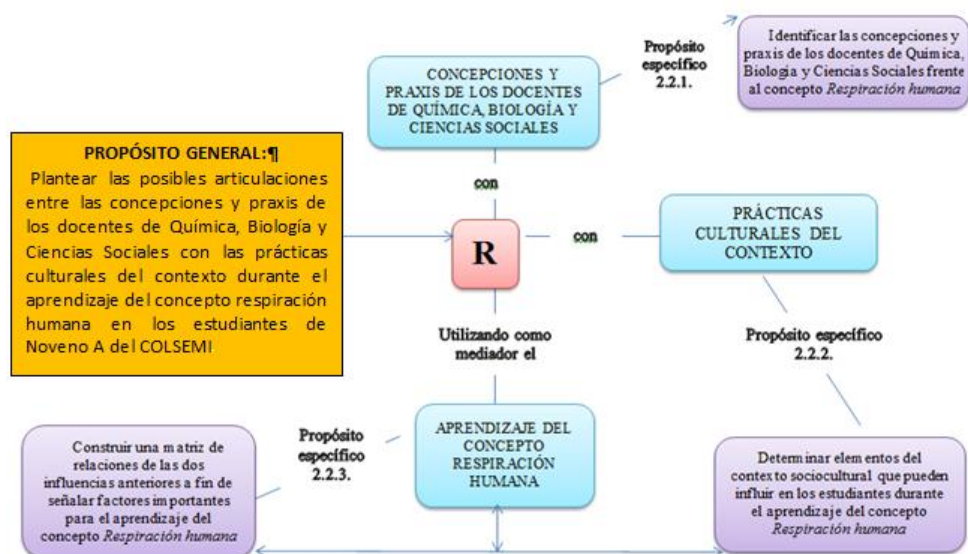 CONCEPCIONES Y
PRAXIS DE LOS DOCENTES
DE QUÍMICA, BIOLOGÍA Y
CIENCIAS SOCIALES
Propósito
específico
2.2.1.
Identificar las concepciones y
praxis de los docentes de Química,
Biología y Ciencias Sociales frente
al concepto Respiración humana
PROPÓSITO GENERAL:¶
Plantear las posibles articulaciones
entre las concepciones y praxis de
los docentes de Química, Biología y
Ciencias Sociales con las prácticas
culturales del contexto durante el
aprendizaje del concepto respiración
humana en los estudiantes de
Noveno A del COLSEMI
con
R
con
PRÁCTICAS
CULTURALES DEL
CONTEXTO
Utilizando como
mediador el
Propósito específico
2.2.2.
APRENDIZAJE DEL
CONCEPTO
RESPIRACIÓN
HUMANA
Propósito
específico
2.2.3.
Construir una matriz de
relaciones de las dos
influencias anteriores a fin de
señalar factores importantes
para el aprendizaje del
concepto Respiración humana
Determinar elementos del
contexto sociocultural que pueden
influir en los estudiantes durante
el aprendizaje del concepto
Respiración humana